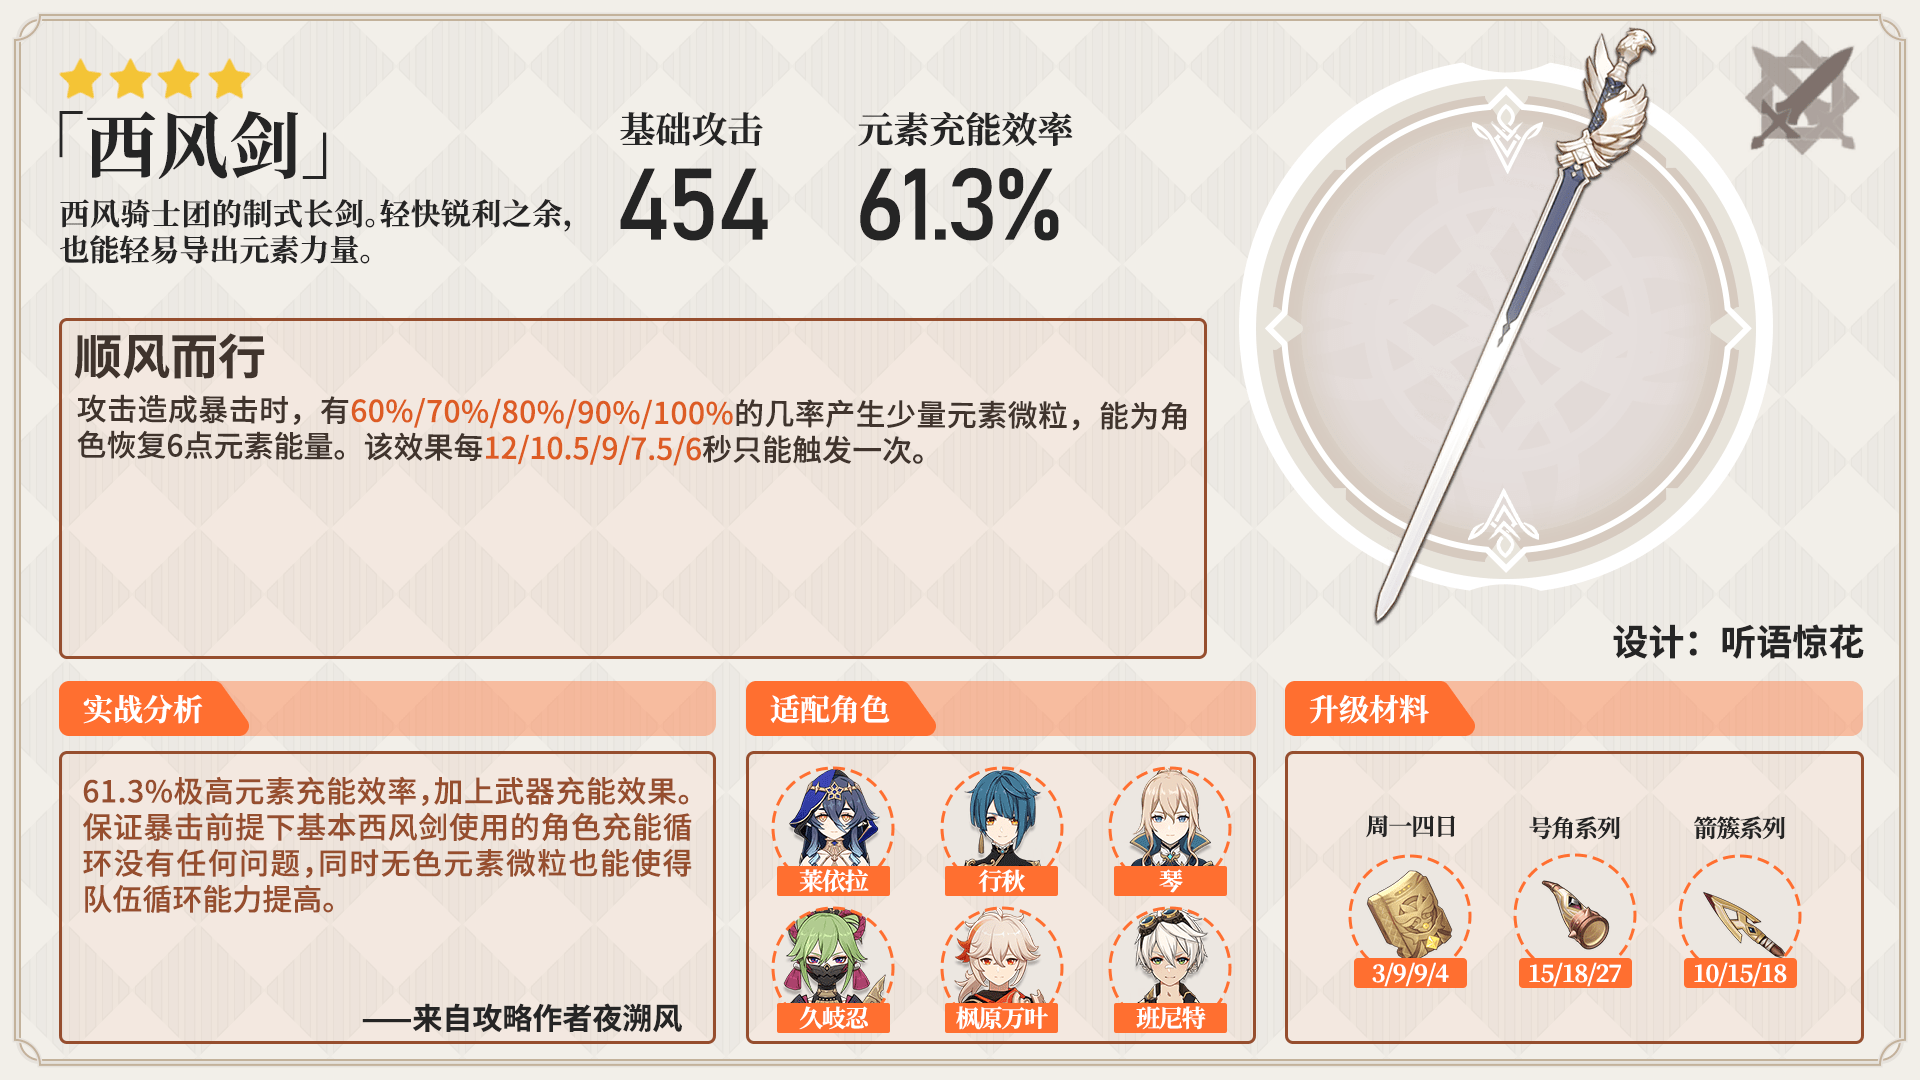 「西风剑」
西风骑士团的制式长剑。轻快锐利之余，
也能轻易导出元素力量。
基础攻击
454
元素充能效率
61.3%
顺风而行
攻击造成暴击时，有60%/70%/80%/90%/100%的几率产生少量元素微粒，能为角
色恢复6点元素能量。该效果每12/10.5/9/7.5/6秒只能触发一次。
设计：听语惊花
实战分析
61.3%极高元素充能效率，加上武器充能效果。
保证暴击前提下基本西风剑使用的角色充能循
环没有任何问题，同时无色元素微粒也能使得
队伍循环能力提高。
——来自攻略作者夜溯风
适配角色
莱依拉
行秋
琴
久岐忍
枫原万叶
班尼特
升级材料
周一四日
号角系列
箭簇系列
3/9/9/4
15/18/27
10/15/18